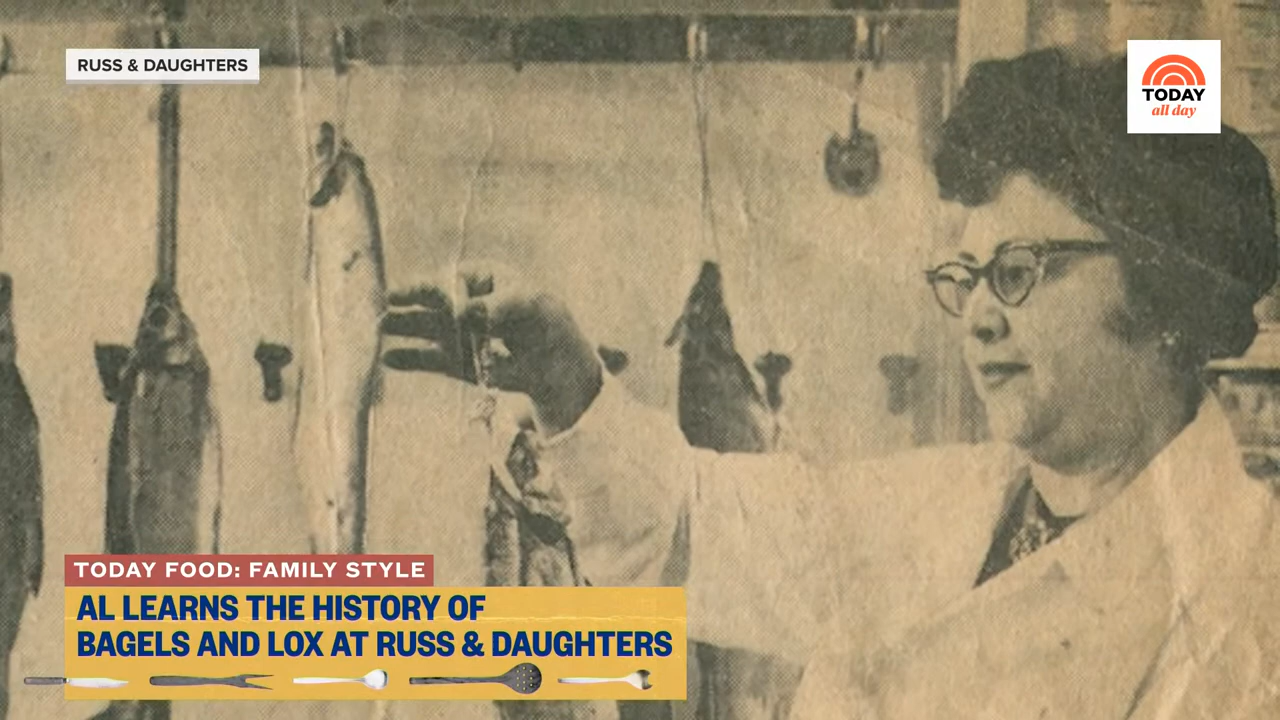 RUSS & DAUGHTERS
TODAY
all day
TODAY FOOD: FAMILY STYLE
AL LEARNS THE HISTORY OF
BAGELS AND LOX AT RUSS & DAUGHTERS